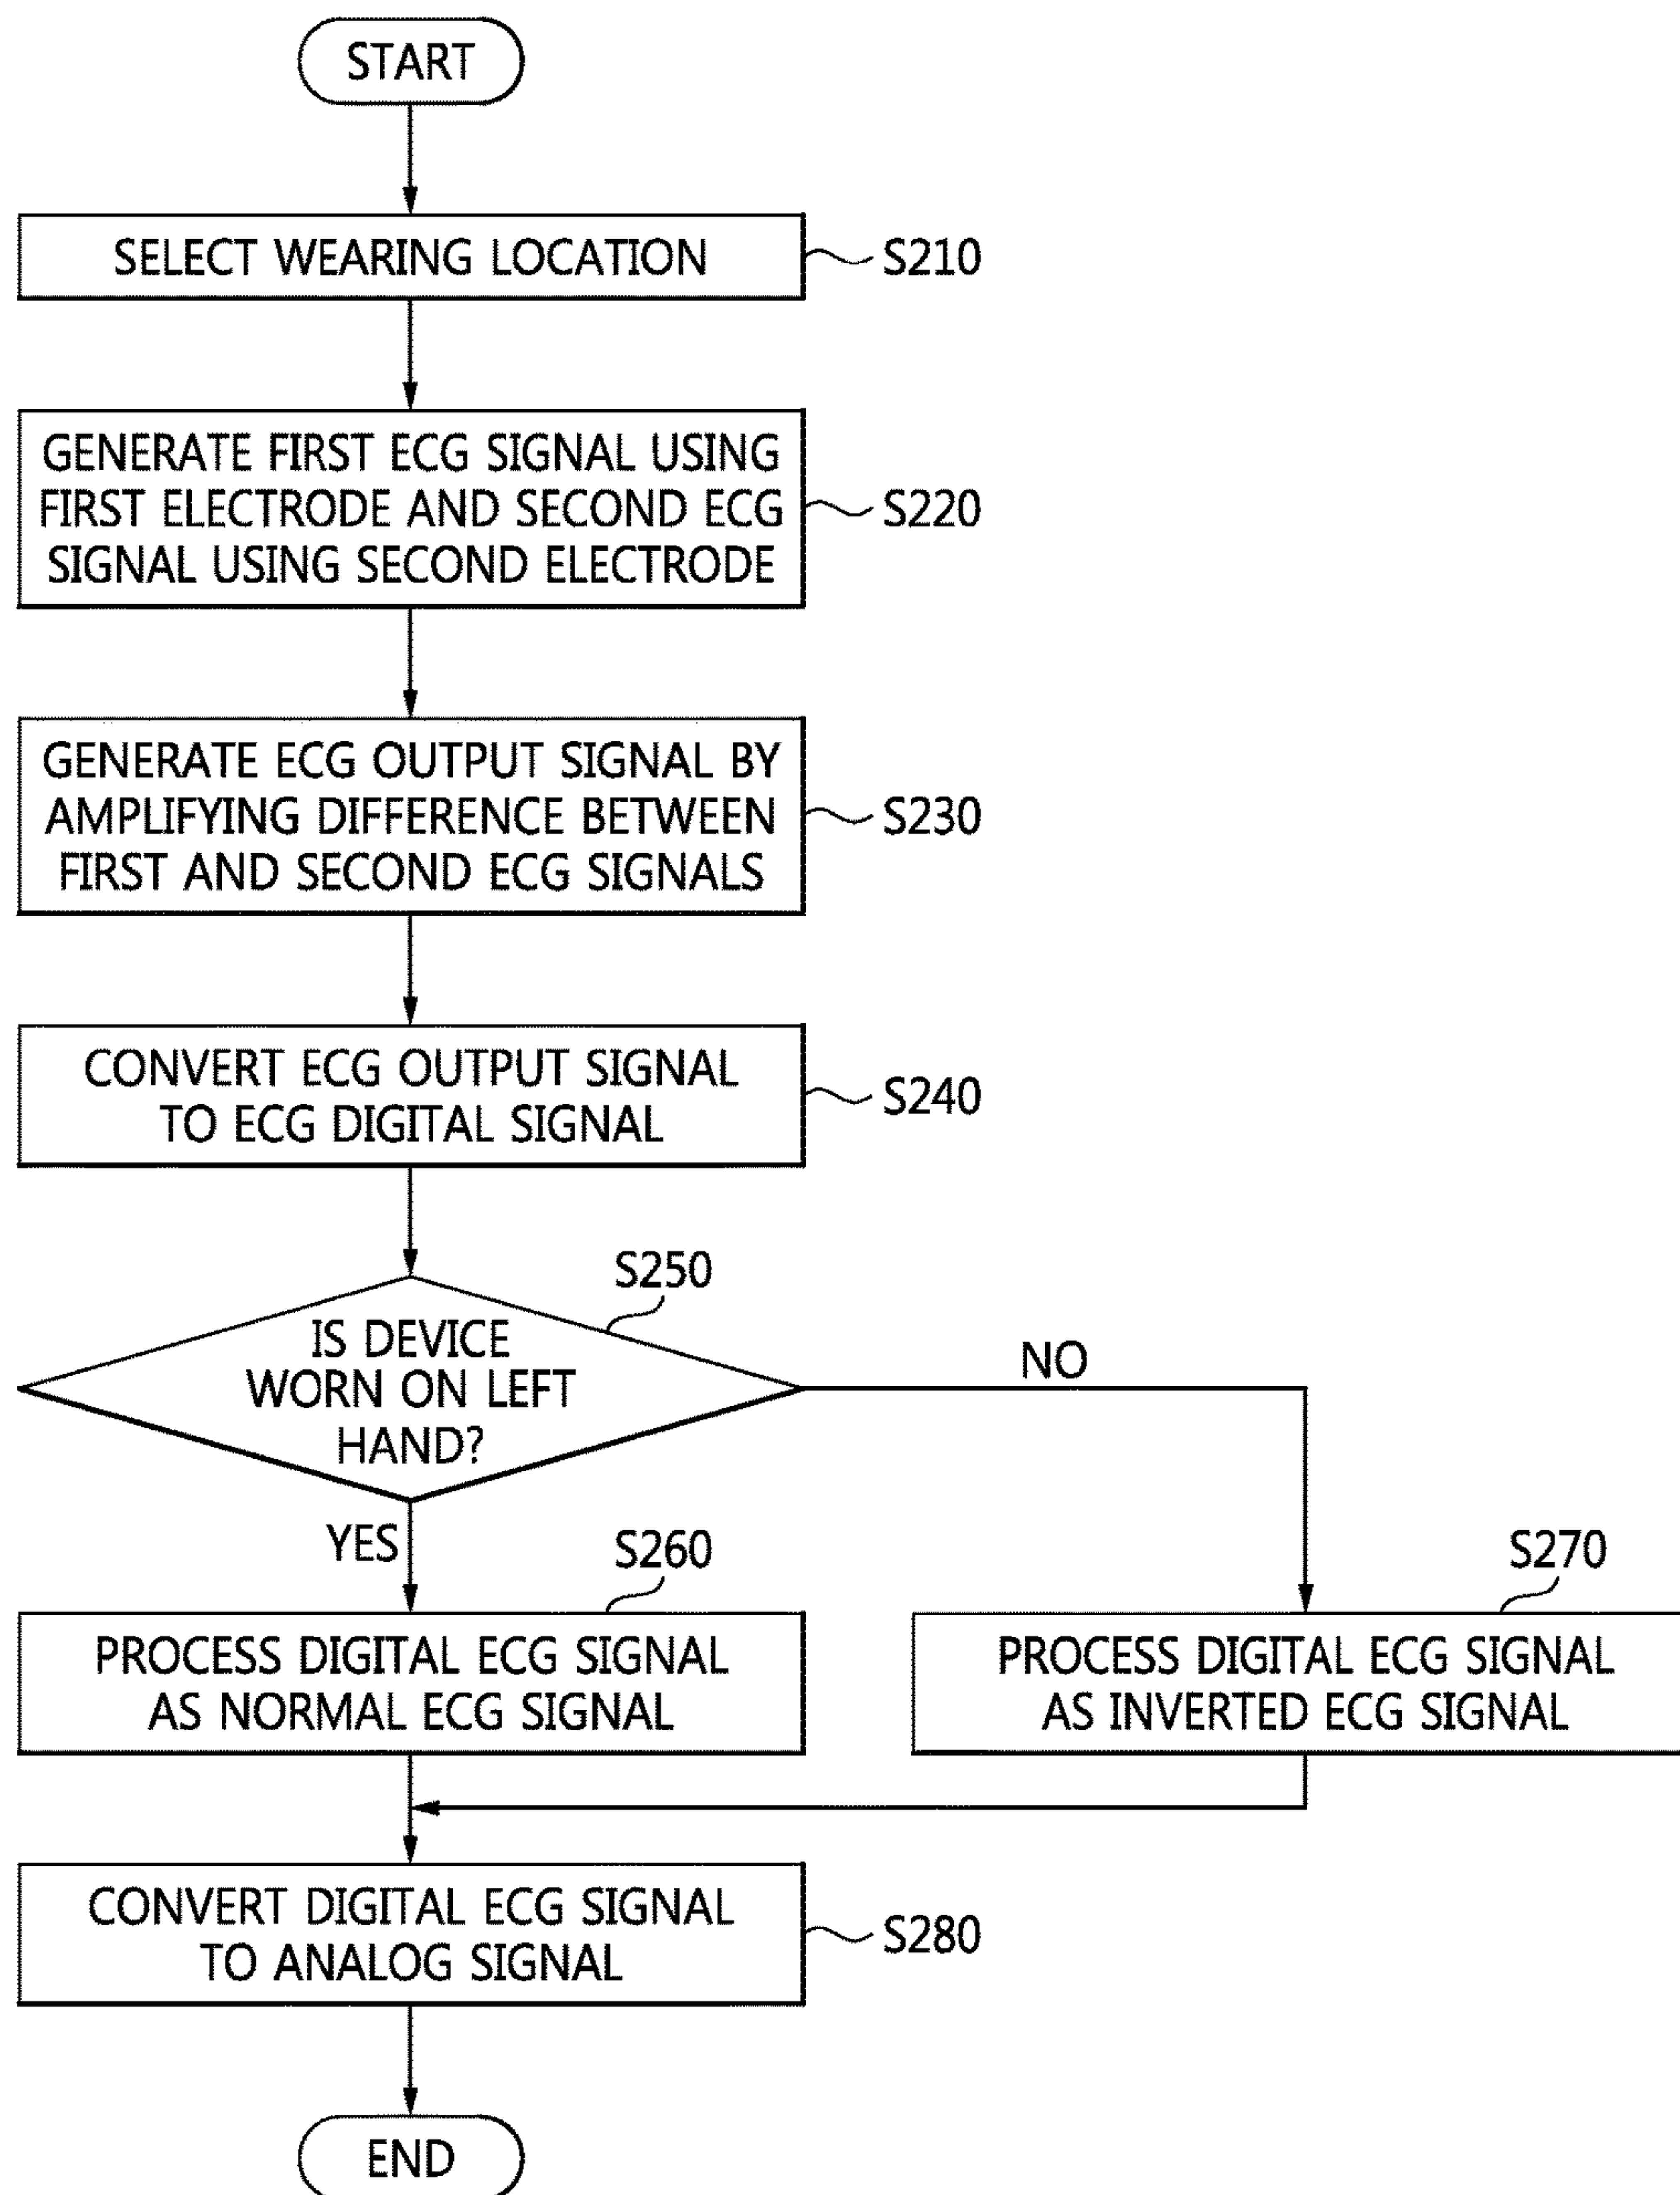 START
SELECT WEARING LOCATION
S210
GENERATE FIRST ECG SIGNAL USING
FIRST ELECTRODE AND SECOND ECG
SIGNAL USING SECOND ELECTRODE
S220
GENERATE ECG OUTPUT SIGNAL BY
AMPLIFYING DIFFERENCE BETWEEN
FIRST AND SECOND ECG SIGNALS
S230
CONVERT ECG OUTPUT SIGNAL
TO ECG DIGITAL SIGNAL
S240
S250
IS DEVICE
WORN ON LEFT
HAND?
NO
YES
S260
PROCESS DIGITAL ECG SIGNAL
AS NORMAL ECG SIGNAL
S270
PROCESS DIGITAL ECG SIGNAL
AS INVERTED ECG SIGNAL
CONVERT DIGITAL ECG SIGNAL
TO ANALOG SIGNAL
S280
END